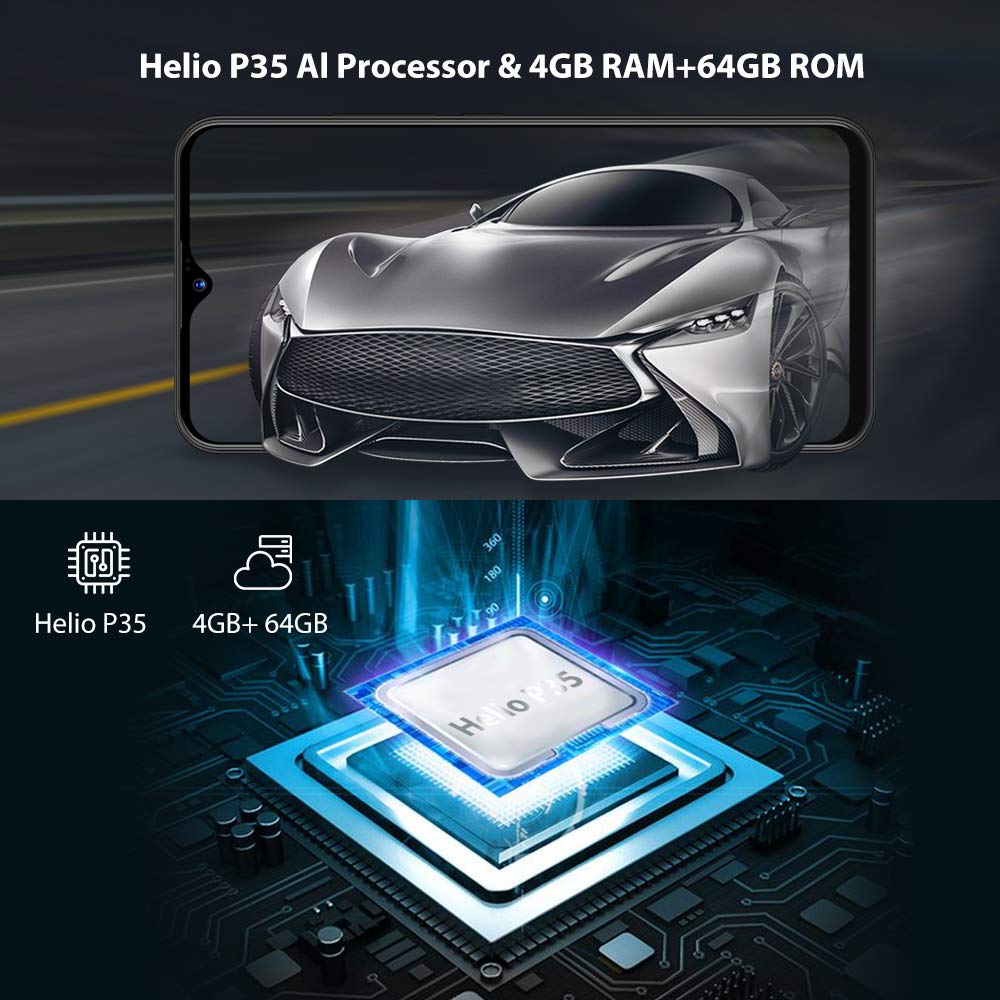 Helio P35 Al Processor & 4GB RAM+64GB ROM
360
180
90
Helio P35
4GB+ 64GB
Helio P35